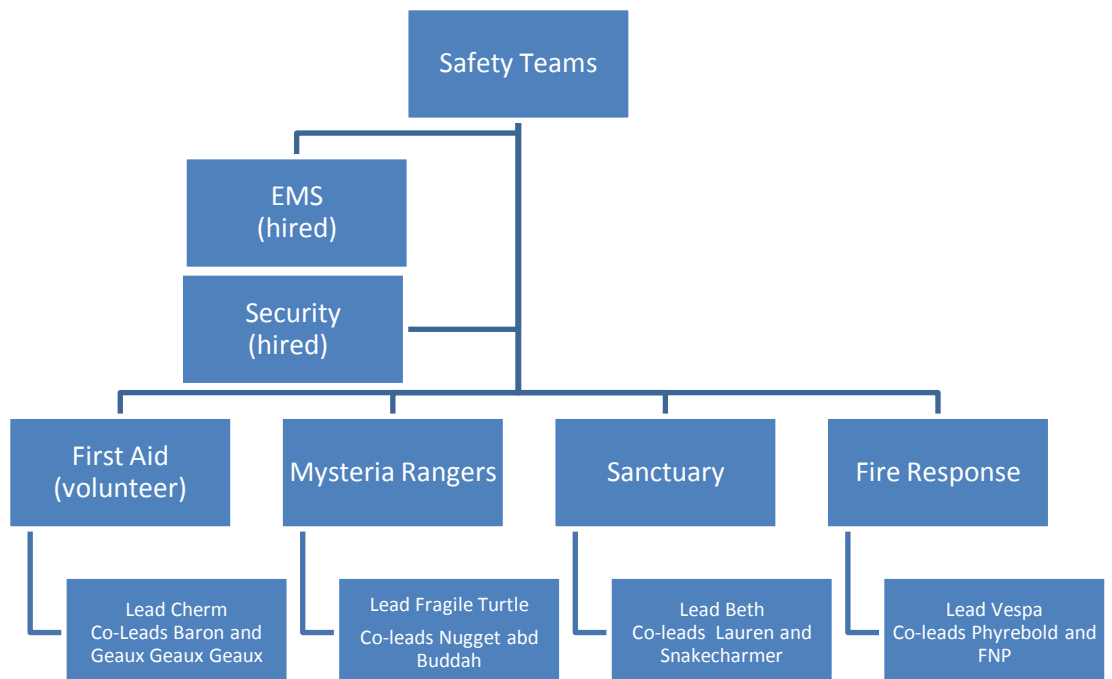 Safety Teams
EMS
(hired)
Security
(hired)
First Aid
(volunteer)
Mysteria Rangers
Sanctuary
Fire Response
Lead Cherm
Co-Leads Baron and
Geaux Geaux Geaux
Lead Fragile Turtle
Co-leads Nugget abd
Buddah
Lead Beth
Co-leads Lauren and
Snakecharmer
Lead Vespa
Co-leads Phyrebold and
FNP